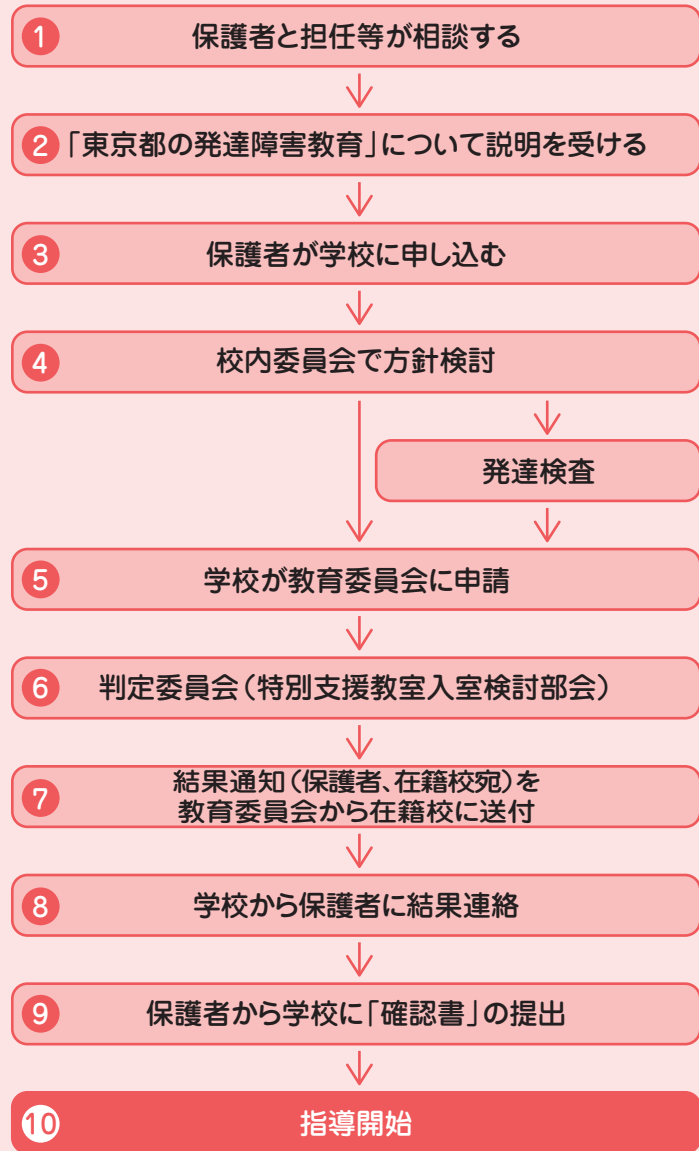 1 保護者と担任等が相談する
2 「東京都の発達障害教育」について説明を受ける
3 保護者が学校に申し込む
4 校内委員会で方針検討
発達検査
5 学校が教育委員会に申請
6 判定委員会(特別支援教室入室検討部会)
7 結果通知(保護者、在籍校宛)を
教育委員会から在籍校に送付
8 学校から保護者に結果連絡
9 保護者から学校に「確認書」の提出
10 指導開始